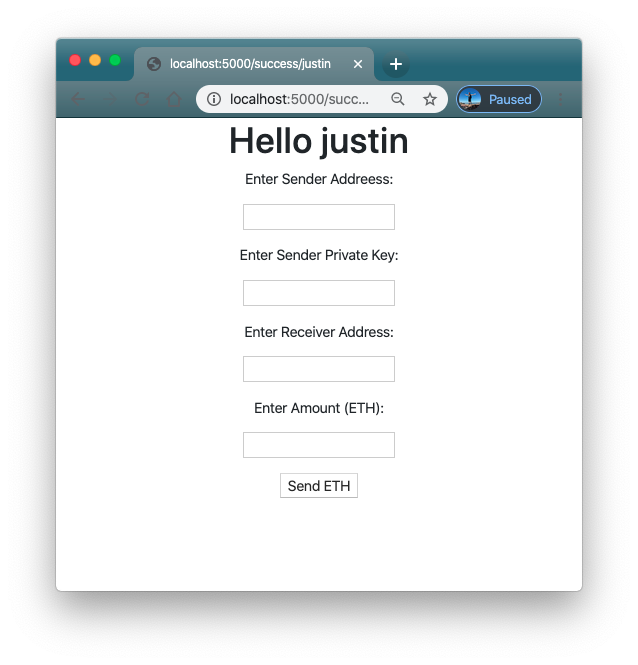 localhost:5000/success/justin
localhost:5000/succ...
Paused
Hello justin
Enter Sender Addreess:
Enter Sender Private Key:
Enter Receiver Address:
Enter Amount (ETH):
Send ETH